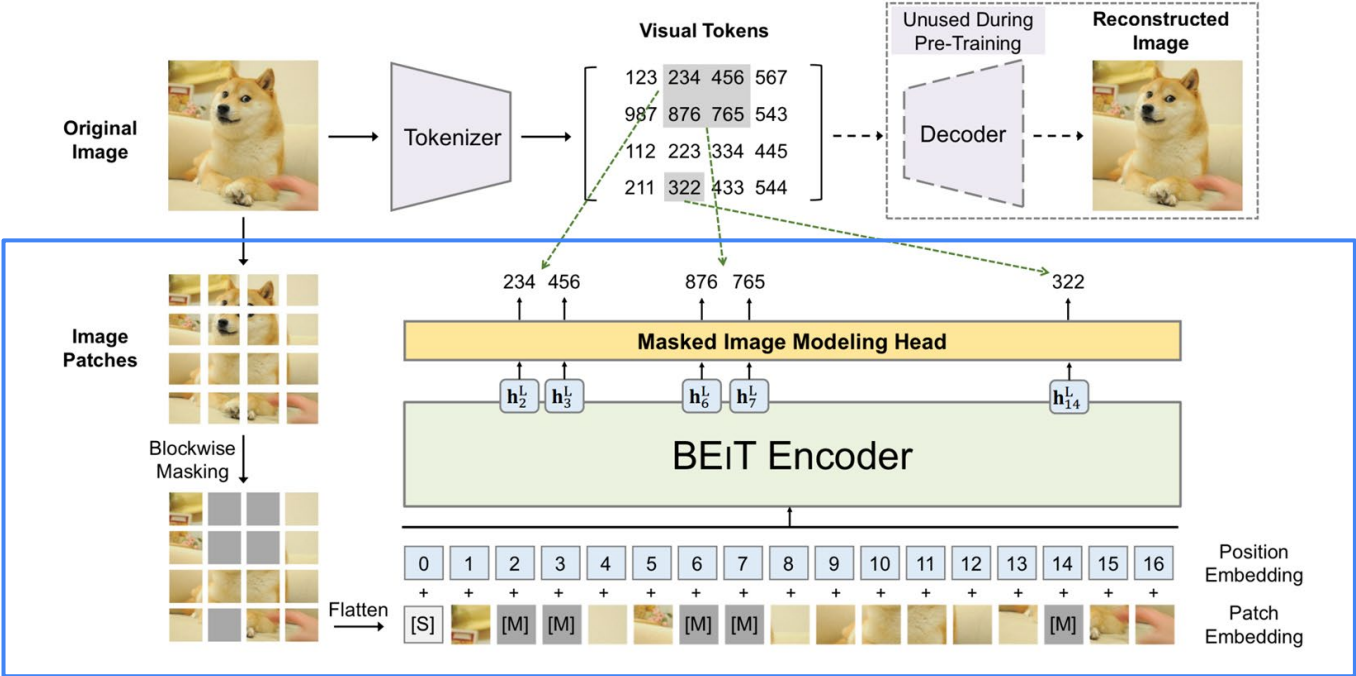 Visual Tokens
Unused During
Pre-Training
Reconstructed
Image
Original
Image
Tokenizer
123 234 456 567
987 876 765 543
112 223 334 445
211 322 433 544
Decoder
234 456 876 765 322
Image
Patches
Masked Image Modeling Head
h₂ᴸ h₃ᴸ h₆ᴸ h₇ᴸ h₁₄ᴸ
BEiT Encoder
Blockwise
Masking
0 1 2 3 4 5 6 7 8 9 10 11 12 13 14 15 16
Position
Embedding
+ + + + + + + + + + + + + + + + +
Flatten
[S] [M] [M] [M] [M] [M]
Patch
Embedding